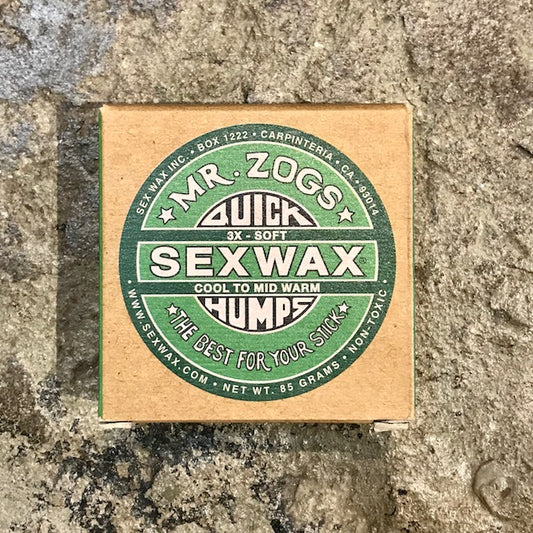 SEX WAX INC. • BOX 1222 • CARPINTERIA • CA • 93014
★ MR. ZOGS ★
QUICK
3X - SOFT
SEXWAX
COOL TO MID WARM
HUMPS
★ THE BEST FOR YOUR STICK ★
• WWW.SEXWAX.COM • NET WT. 85 GRAMS • NON-TOXIC •